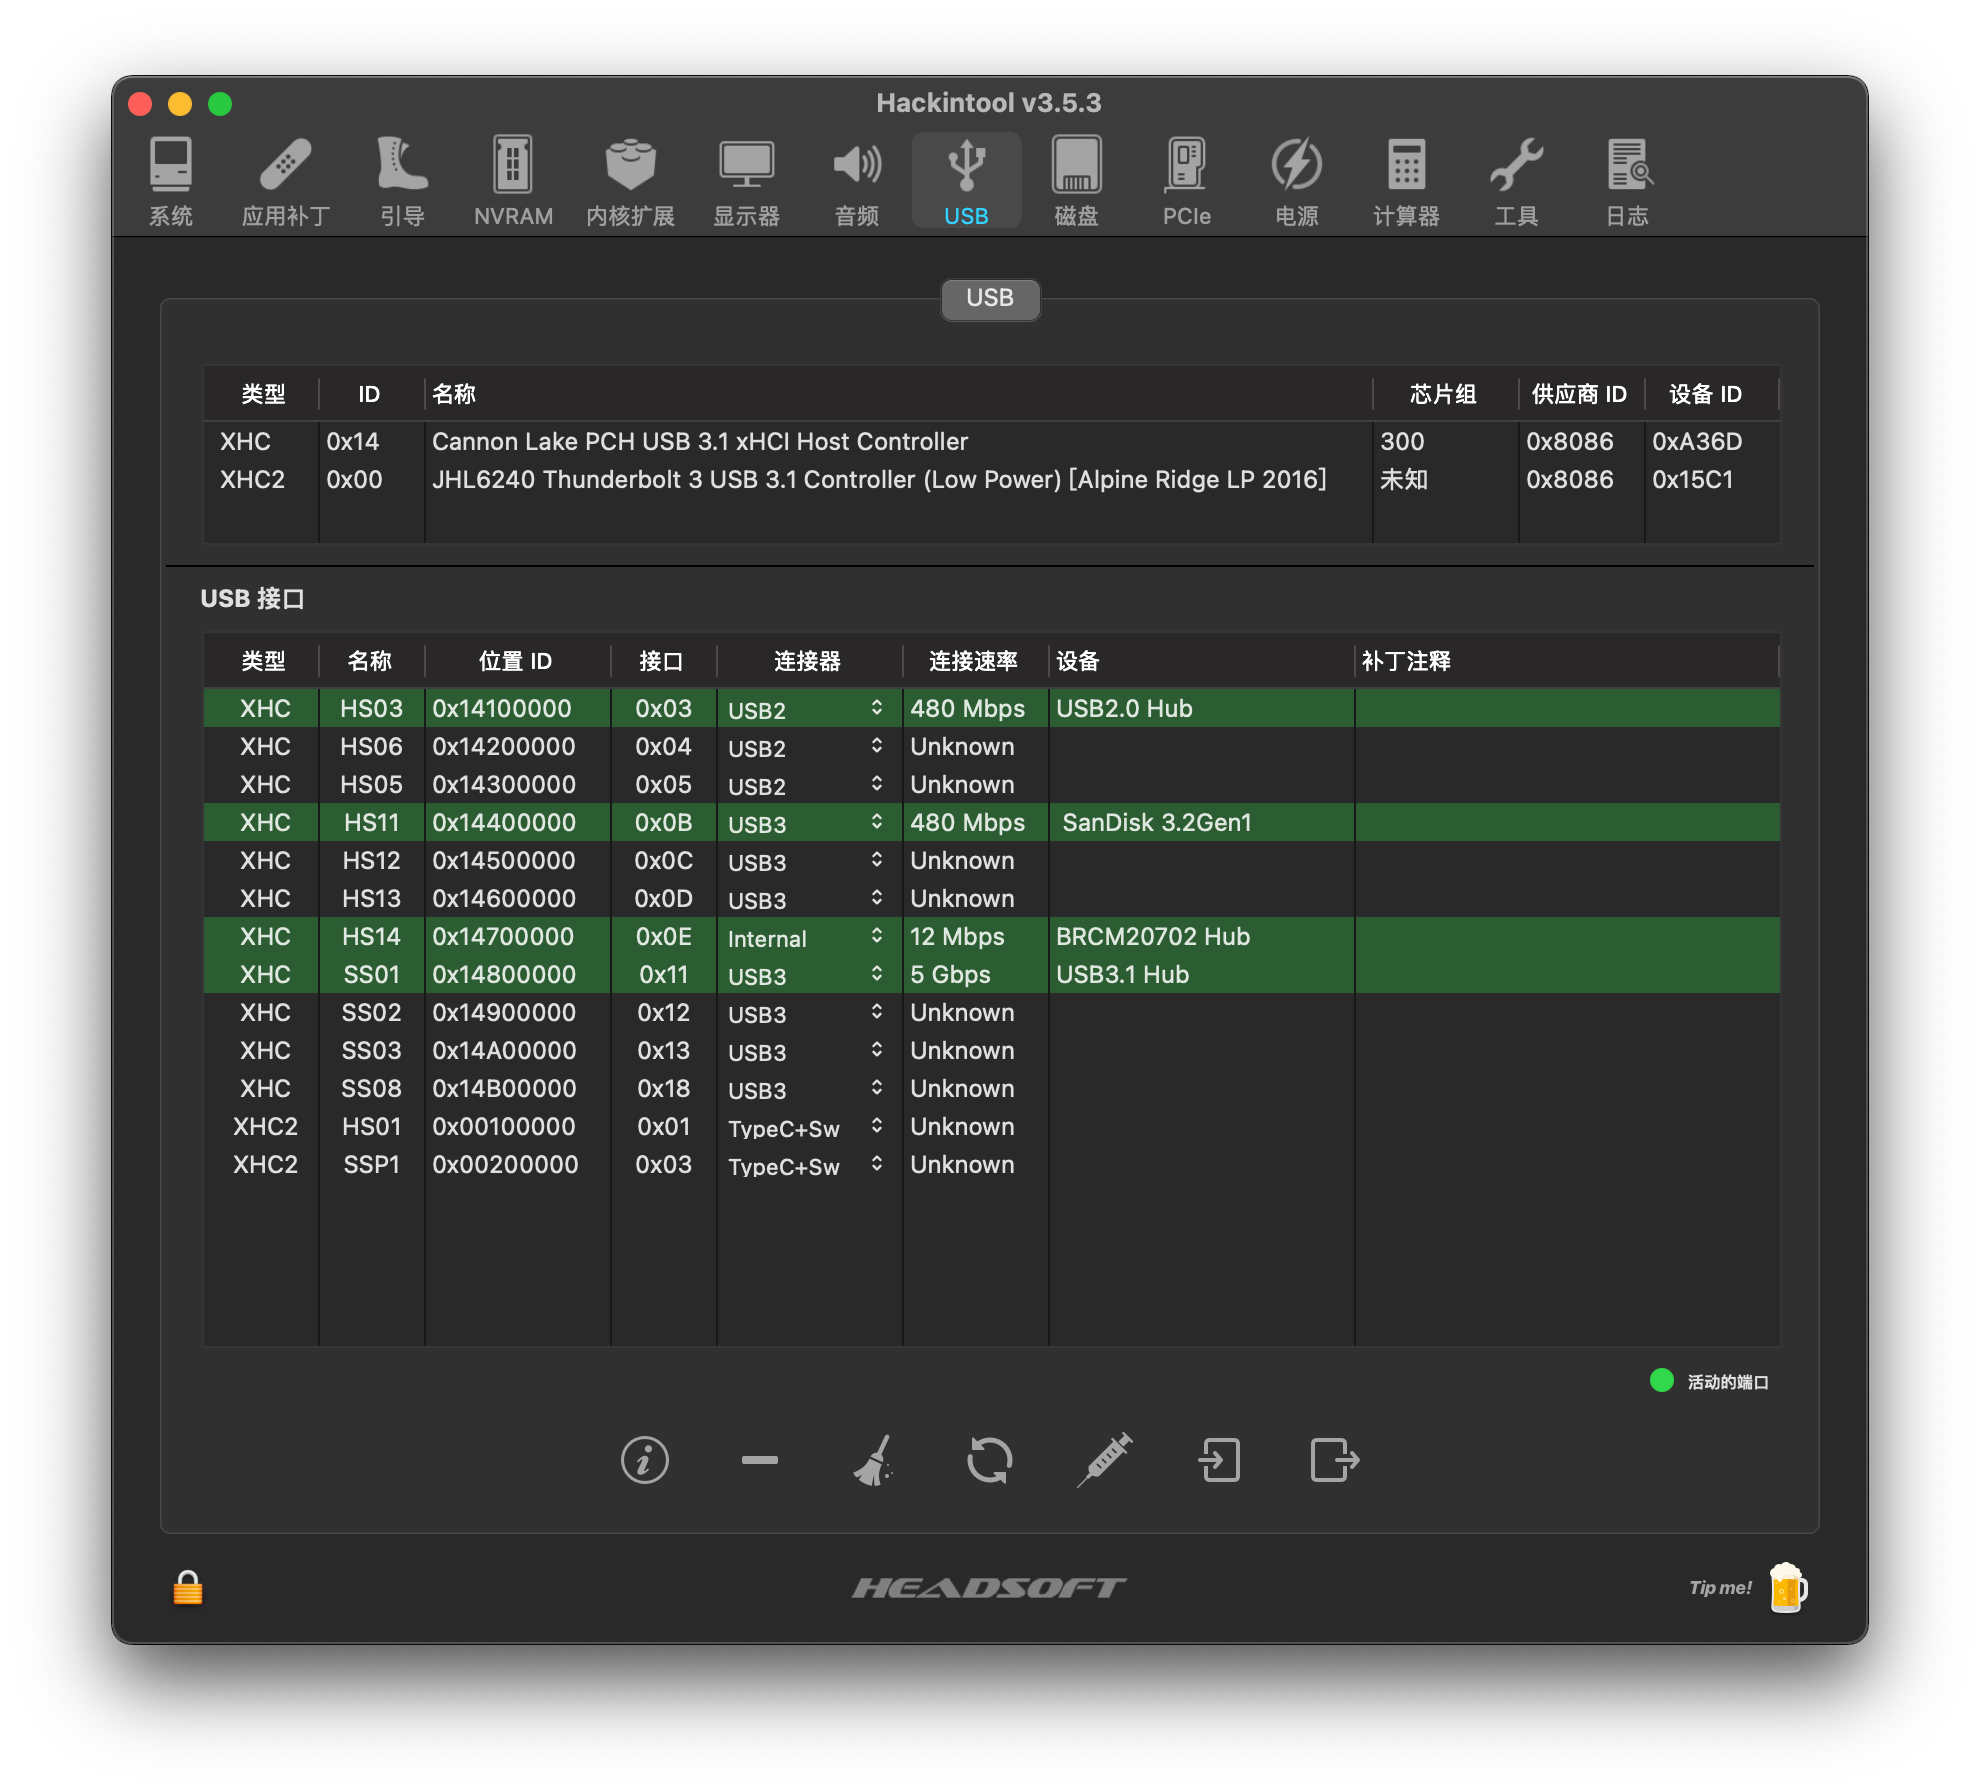 Hackintool v3.5.3
系统 应用补丁 引导 NVRAM 内核扩展 显示器 音频 USB 磁盘 PCIe 电源 计算器 工具 日志
USB
类型 ID 名称 芯片组 供应商 ID 设备 ID
XHC 0x14 Cannon Lake PCH USB 3.1 xHCI Host Controller 300 0x8086 0xA36D
XHC2 0x00 JHL6240 Thunderbolt 3 USB 3.1 Controller (Low Power) [Alpine Ridge LP 2016] 未知 0x8086 0x15C1
USB 接口
类型 名称 位置 ID 接口 连接器 连接速率 设备 补丁注释
XHC HS03 0x14100000 0x03 USB2 480 Mbps USB2.0 Hub
XHC HS06 0x14200000 0x04 USB2 Unknown
XHC HS05 0x14300000 0x05 USB2 Unknown
XHC HS11 0x14400000 0x0B USB3 480 Mbps SanDisk 3.2Gen1
XHC HS12 0x14500000 0x0C USB3 Unknown
XHC HS13 0x14600000 0x0D USB3 Unknown
XHC HS14 0x14700000 0x0E Internal 12 Mbps BRCM20702 Hub
XHC SS01 0x14800000 0x11 USB3 5 Gbps USB3.1 Hub
XHC SS02 0x14900000 0x12 USB3 Unknown
XHC SS03 0x14A00000 0x13 USB3 Unknown
XHC SS08 0x14B00000 0x18 USB3 Unknown
XHC2 HS01 0x00100000 0x01 TypeC+Sw Unknown
XHC2 SSP1 0x00200000 0x03 TypeC+Sw Unknown
活动的端口
HEADSOFT
Tip me!